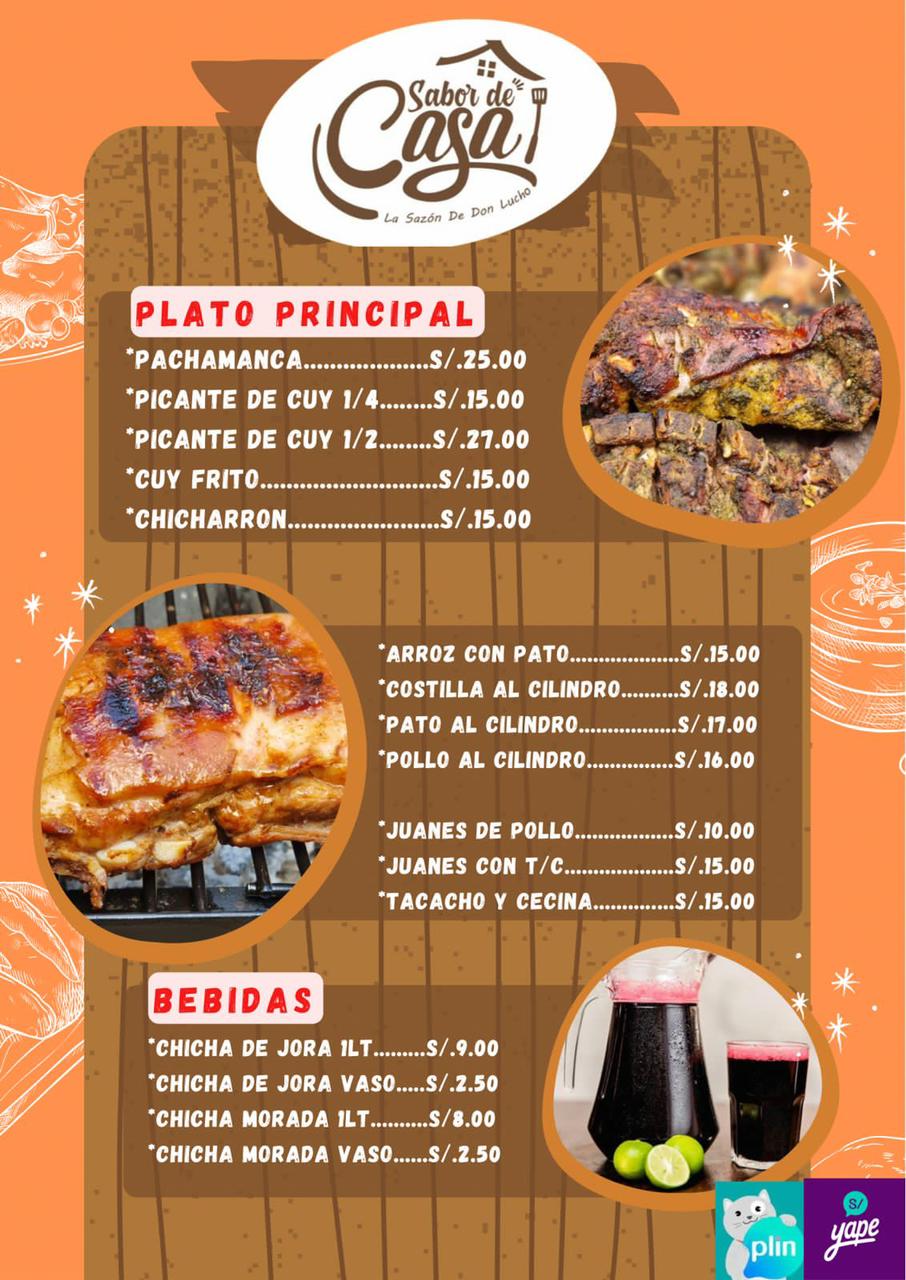 Sabor de
Casa
La Sazón De Don Lucho
PLATO PRINCIPAL
*PACHAMANCA...................S/.25.00
*PICANTE DE CUY 1/4........S/.15.00
*PICANTE DE CUY 1/2........S/.27.00
*CUY FRITO...........................S/.15.00
*CHICHARRON.......................S/.15.00
*ARROZ CON PATO....................S/.15.00
*COSTILLA AL CILINDRO..........S/.18.00
*PATO AL CILINDRO..................S/.17.00
*POLLO AL CILINDRO................S/.16.00
*JUANES DE POLLO..................S/.10.00
*JUANES CON T/C....................S/.15.00
*TACACHO Y CECINA..............S/.15.00
BEBIDAS
*CHICHA DE JORA 1LT.........S/.9.00
*CHICHA DE JORA VASO.....S/.2.50
*CHICHA MORADA 1LT..........S/8.00
*CHICHA MORADA VASO......S/.2.50
plin
S/
yape